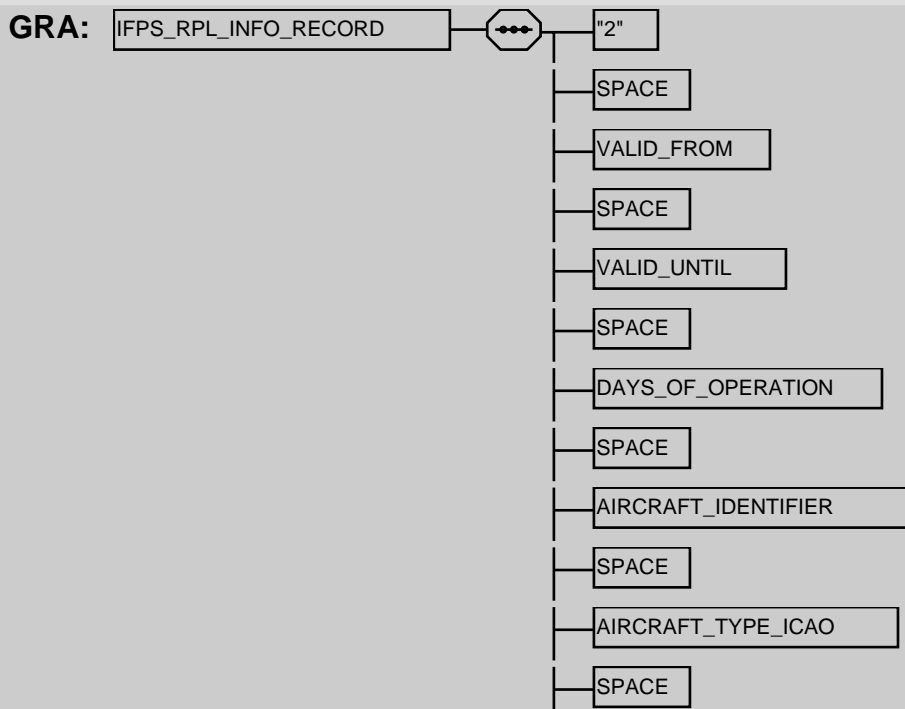 GRA: IFPS_RPL_INFO_RECORD "2"
SPACE
VALID_FROM
SPACE
VALID_UNTIL
SPACE
DAYS_OF_OPERATION
SPACE
AIRCRAFT_IDENTIFIER
SPACE
AIRCRAFT_TYPE_ICAO
SPACE